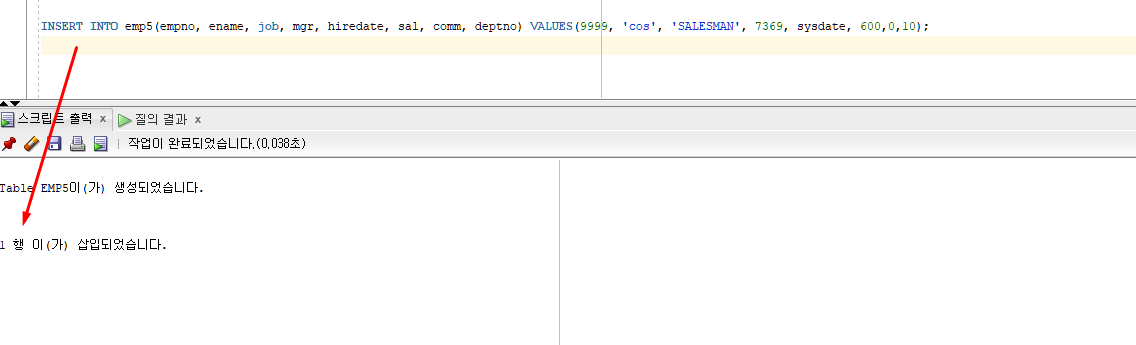 INSERT INTO emp5(empno, ename, job, mgr, hiredate, sal, comm, deptno) VALUES(9999, 'cos', 'SALESMAN', 7369, sysdate, 600,0,10);
스크립트 출력 x 질의 결과 x
작업이 완료되었습니다.(0,038초)
Table EMP5이(가) 생성되었습니다.
1 행 이(가) 삽입되었습니다.